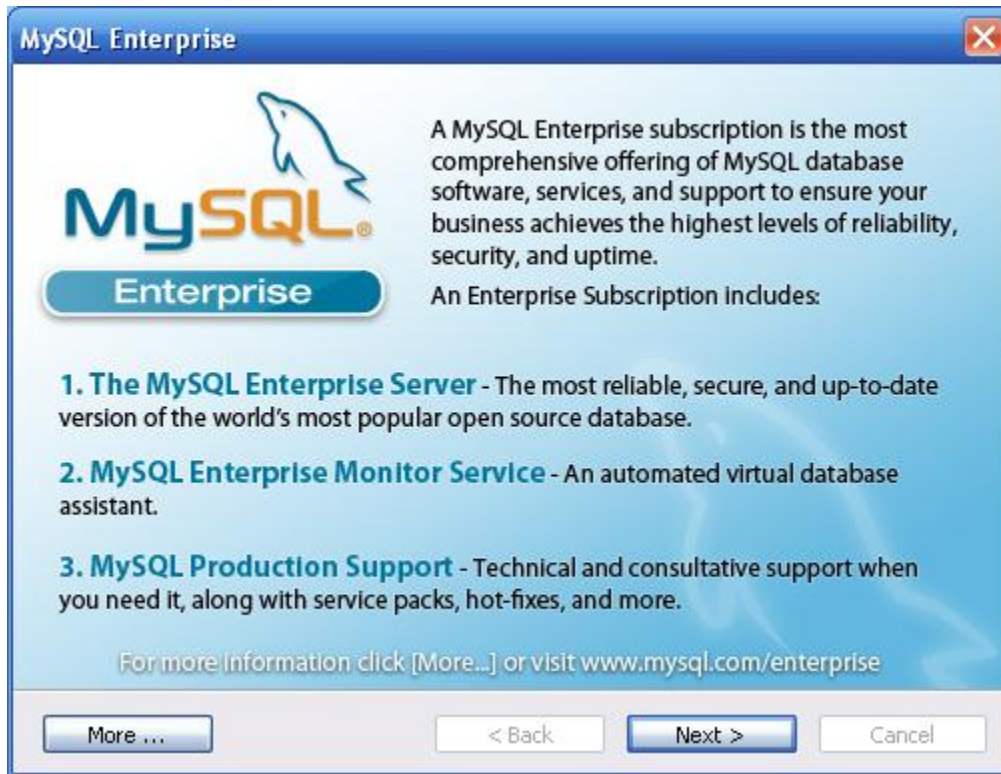 MySQL Enterprise
MySQL®
Enterprise
A MySQL Enterprise subscription is the most
comprehensive offering of MySQL database
software, services, and support to ensure your
business achieves the highest levels of reliability,
security, and uptime.
An Enterprise Subscription includes:
1. The MySQL Enterprise Server - The most reliable, secure, and up-to-date
version of the world's most popular open source database.
2. MySQL Enterprise Monitor Service - An automated virtual database
assistant.
3. MySQL Production Support - Technical and consultative support when
you need it, along with service packs, hot-fixes, and more.
For more information click [More...] or visit www.mysql.com/enterprise
More ...
< Back
Next >
Cancel